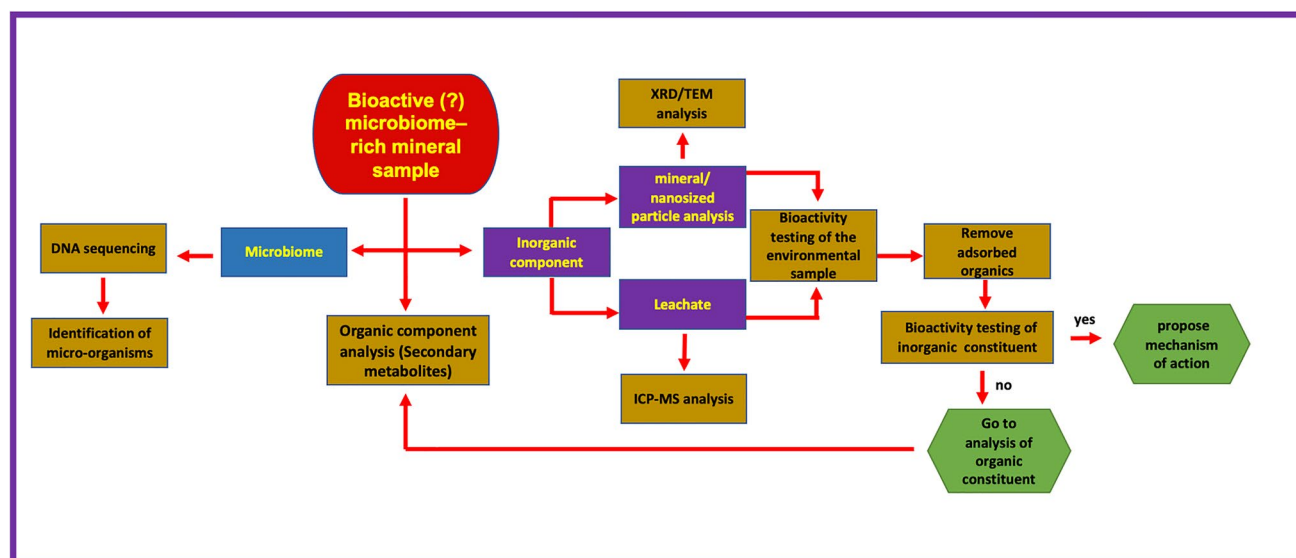 Bioactive (?)
microbiome–
rich mineral
sample
XRD/TEM
analysis
mineral/
nanosized
particle analysis
DNA sequencing
Microbiome
Inorganic
component
Bioactivity
testing of the
environmental
sample
Remove
adsorbed
organics
Leachate
Identification of
micro-organisms
Organic component
analysis (Secondary
metabolites)
Bioactivity testing of
inorganic constituent
yes
propose
mechanism
of action
ICP-MS analysis
no
Go to
analysis of
organic
constituent